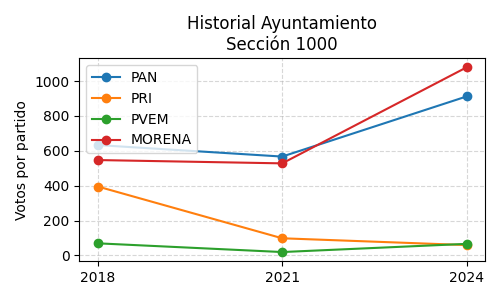 Historial Ayuntamiento
Sección 1000
Votos por partido
1000
800
600
400
200
0
PAN
PRI
PVEM
MORENA
2018
2021
2024